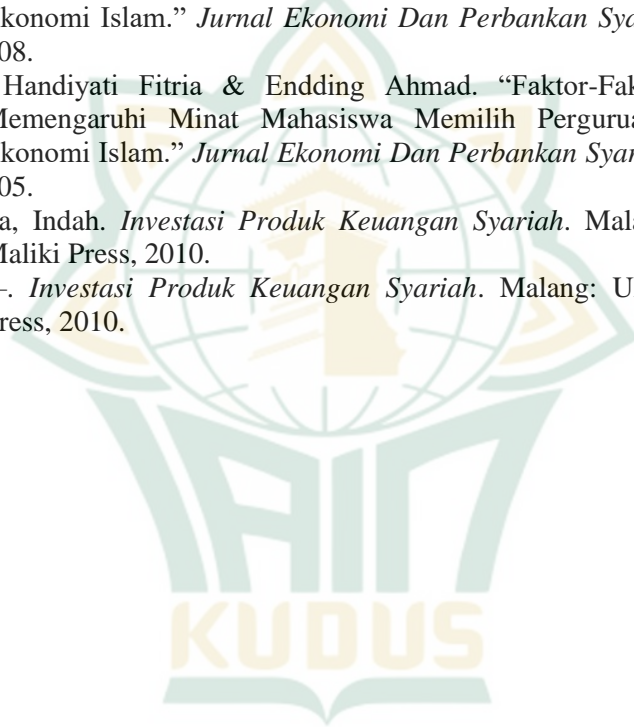 konomi Islam.” Jurnal Ekonomi Dan Perbankan Sya
08.
Handiyati Fitria & Endding Ahmad. “Faktor-Fak
Memengaruhi Minat Mahasiswa Memilih Pergurua
konomi Islam.” Jurnal Ekonomi Dan Perbankan Syar
05.
a, Indah. Investasi Produk Keuangan Syariah. Mala
Maliki Press, 2010.
–. Investasi Produk Keuangan Syariah. Malang: U
ress, 2010.
IAIN
KUDUS